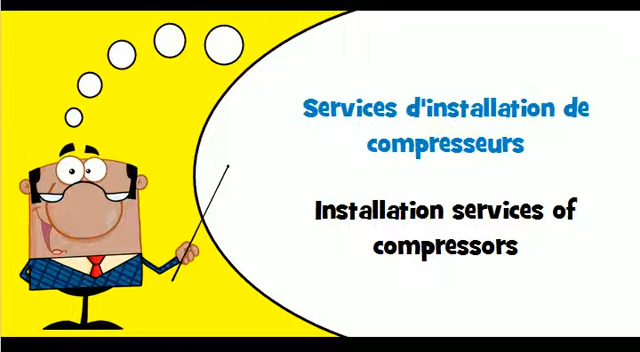 Services d'installation de
compresseurs
Installation services of
compressors